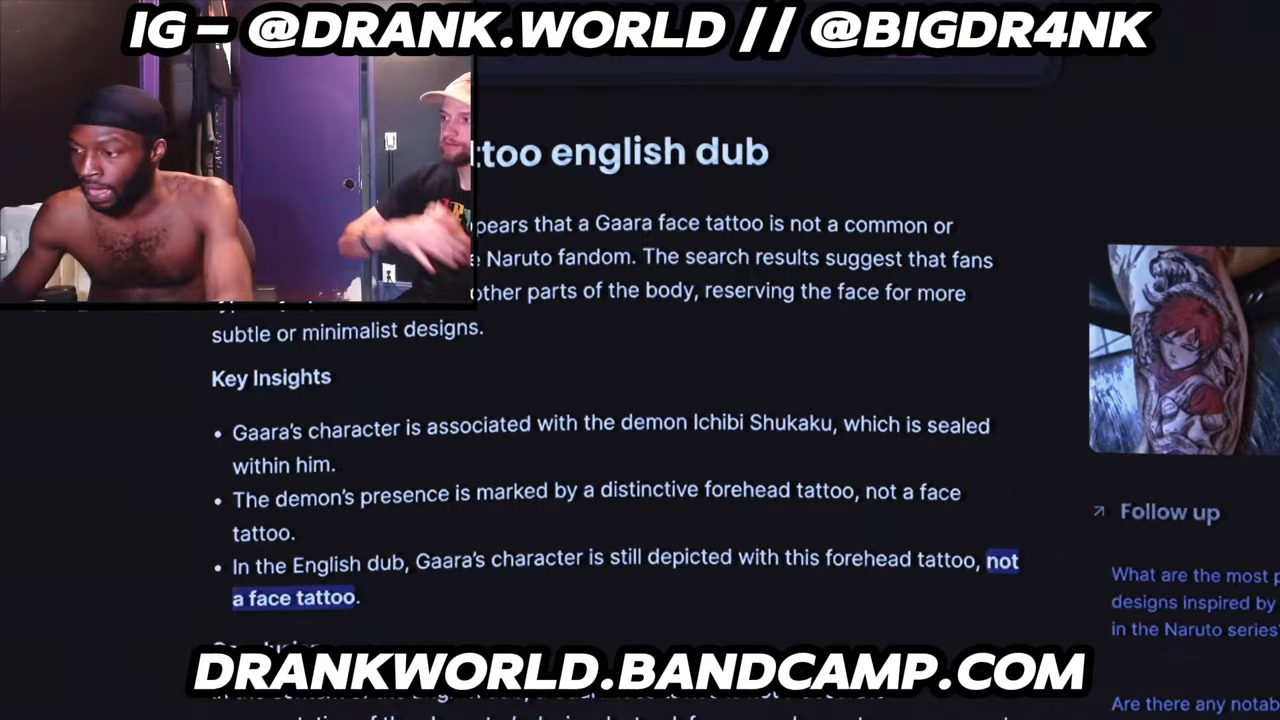 IG – @DRANK.WORLD // @BIGDR4NK
ttoo english dub
pears that a Gaara face tattoo is not a common or
Naruto fandom. The search results suggest that fans
other parts of the body, reserving the face for more
subtle or minimalist designs.
Key Insights
• Gaara's character is associated with the demon Ichibi Shukaku, which is sealed
within him.
• The demon's presence is marked by a distinctive forehead tattoo, not a face
tattoo.
• In the English dub, Gaara's character is still depicted with this forehead tattoo, not
a face tattoo.
Follow up
What are the most p
designs inspired by
in the Naruto series
Are there any notab
DRANKWORLD.BANDCAMP.COM